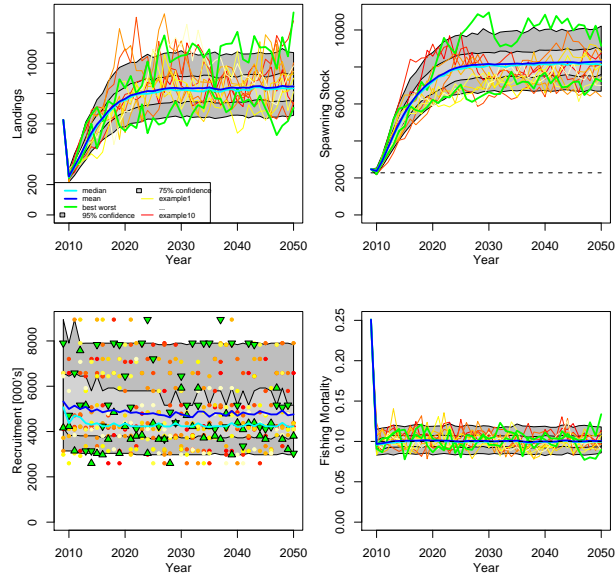 Landings
0
200
600
1000
median
mean
best worst
95% confidence
75% confidence
example1
...
example10
2010 2020 2030 2040 2050
Year
Spawning Stock
0
2000
6000
10000
2010 2020 2030 2040 2050
Year
Recruitment [000's]
0
2000
4000
6000
8000
2010 2020 2030 2040 2050
Year
Fishing Mortality
0.00
0.05
0.10
0.15
0.20
0.25
2010 2020 2030 2040 2050
Year